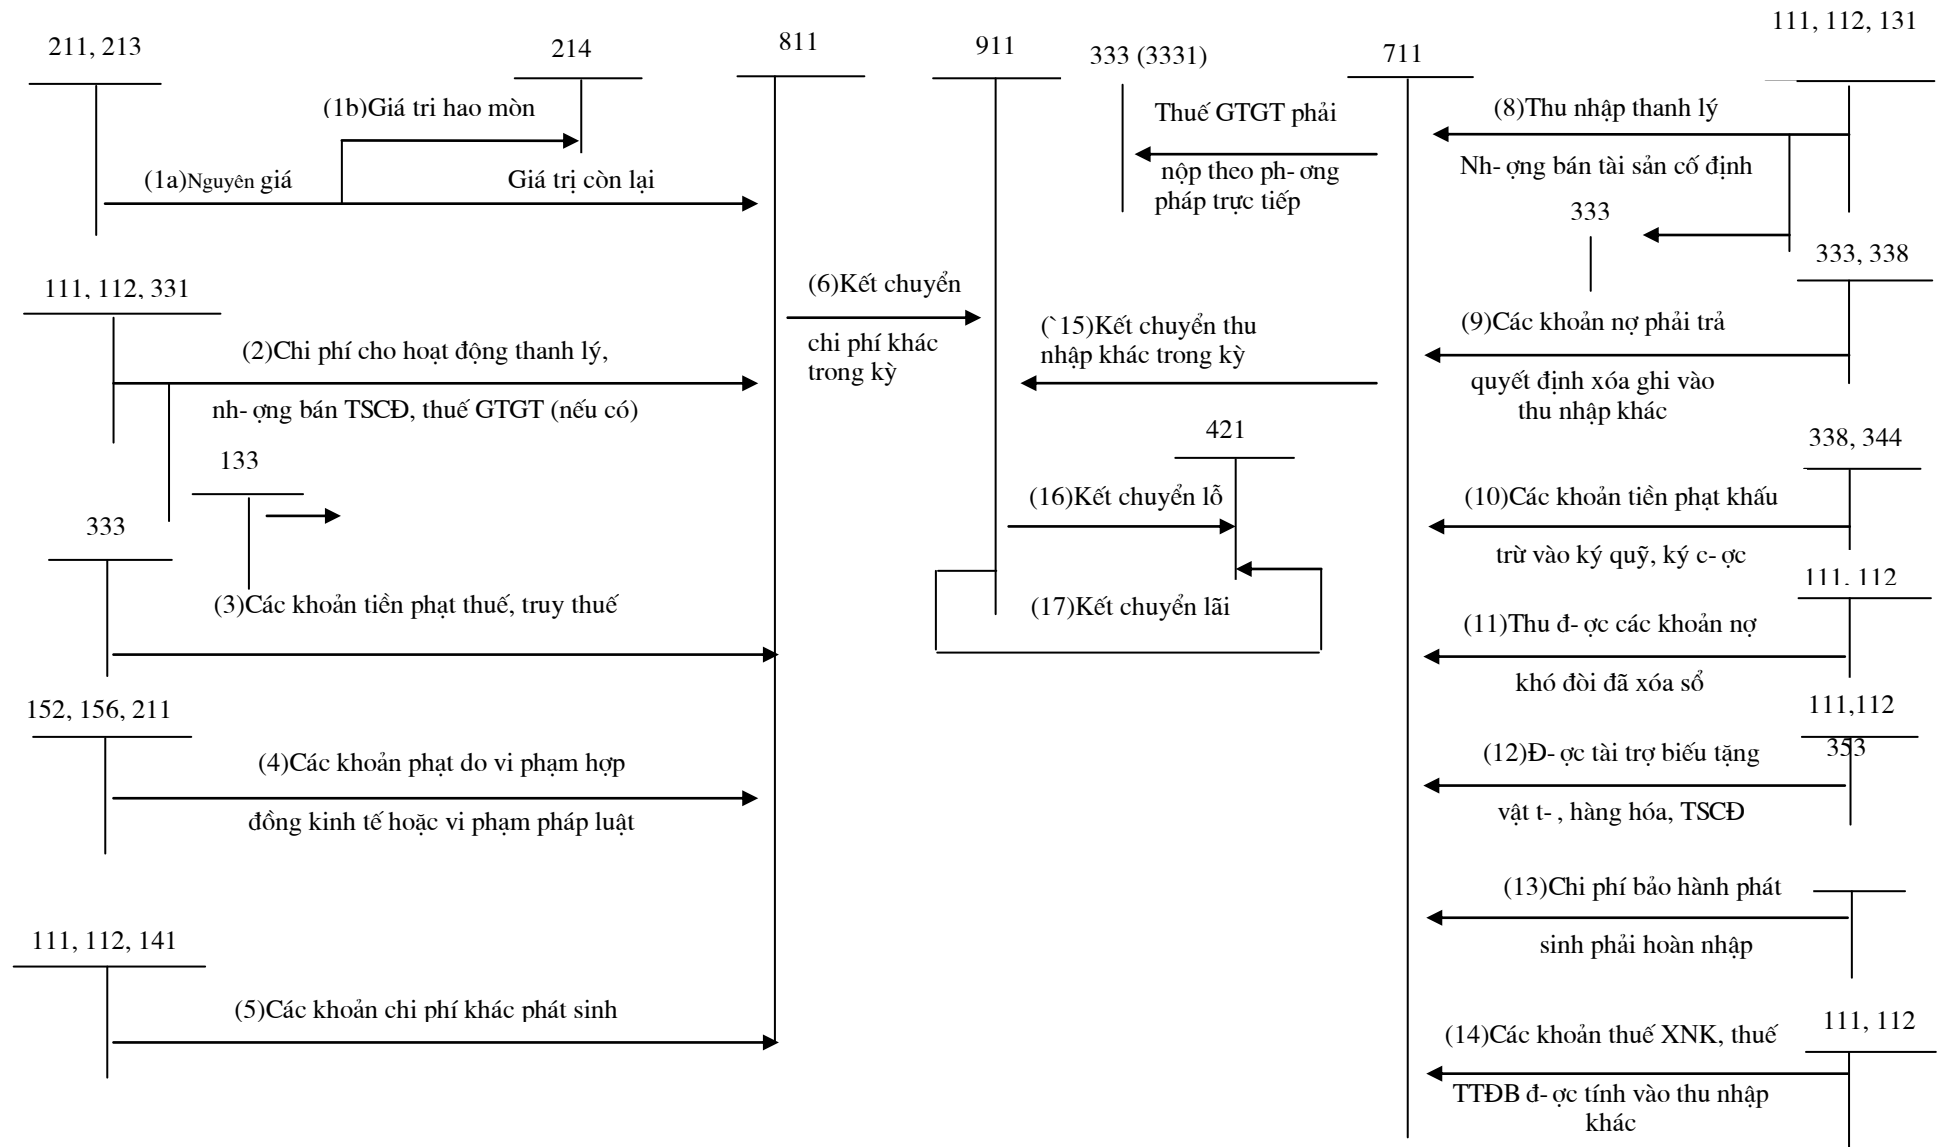 211, 213
214
811
911
333 (3331)
711
111, 112, 131
(1b)Giá tri hao mòn
(1a)Nguyên giá
Giá trị còn lại
Thuế GTGT phải
nộp theo ph- ơng
pháp trực tiếp
(8)Thu nhập thanh lý
Nh- ợng bán tài sản cố định
333
333, 338
111, 112, 331
(2)Chi phí cho hoạt động thanh lý,
nh- ợng bán TSCĐ, thuế GTGT (nếu có)
133
(6)Kết chuyển
chi phí khác
trong kỳ
(`15)Kết chuyển thu
nhập khác trong kỳ
(9)Các khoản nợ phải trả
quyết định xóa ghi vào
thu nhập khác
421
338, 344
(16)Kết chuyển lỗ
(10)Các khoản tiền phạt khấu
trừ vào ký quỹ, ký c- ợc
333
(3)Các khoản tiền phạt thuế, truy thuế
(17)Kết chuyển lãi
111, 112
(11)Thu đ- ợc các khoản nợ
khó đòi đã xóa sổ
152, 156, 211
(4)Các khoản phạt do vi phạm hợp
đồng kinh tế hoặc vi phạm pháp luật
111,112
353
(12)Đ- ợc tài trợ biếu tặng
vật t- , hàng hóa, TSCĐ
(13)Chi phí bảo hành phát
sinh phải hoàn nhập
111, 112, 141
(5)Các khoản chi phí khác phát sinh
111, 112
(14)Các khoản thuế XNK, thuế
TTĐB đ- ợc tính vào thu nhập
khác